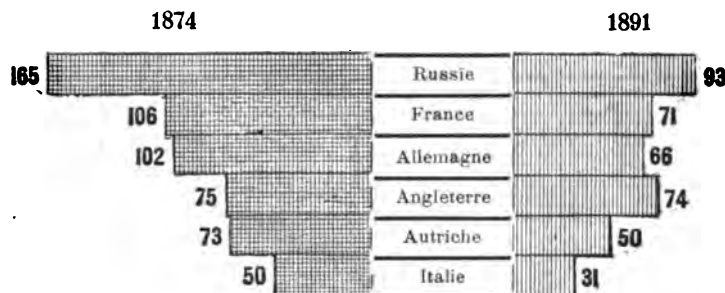 1874 1891
165 Russie 93
106 France 71
102 Allemagne 66
75 Angleterre 74
73 Autriche 50
50 Italie 31